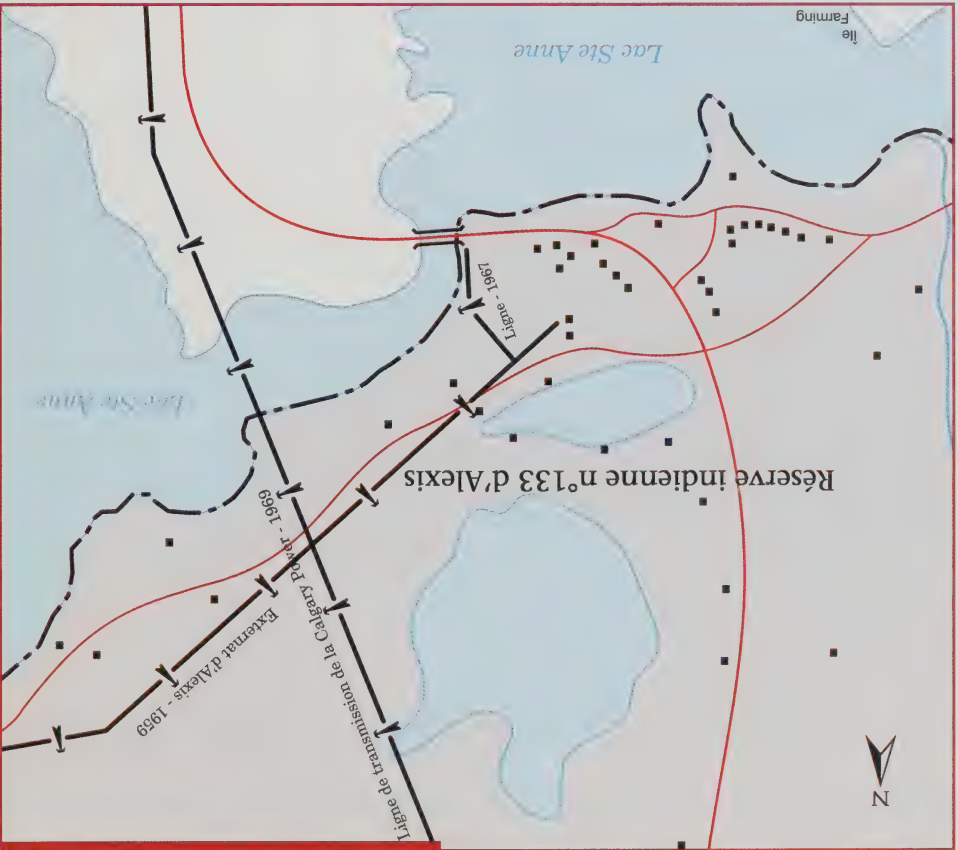 N
Ligne de transmission de la Calgary Power - 1969
Externat d'Alexis - 1959
Réserve indienne n°133 d'Alexis
Lac Ste Anne
Ligne - 1967
Lac Ste Anne
Île
Farming